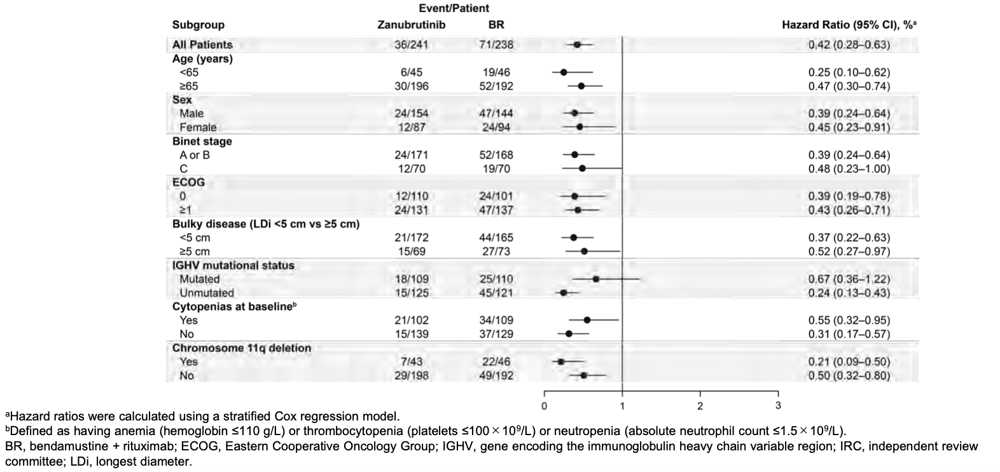 Event/Patient
Subgroup Zanubrutinib BR Hazard Ratio (95% CI), %ᵃ
All Patients 36/241 71/238 0.42 (0.28–0.63)
Age (years)
<65 6/45 19/46 0.25 (0.10–0.62)
≥65 30/196 52/192 0.47 (0.30–0.74)
Sex
Male 24/154 47/144 0.39 (0.24–0.64)
Female 12/87 24/94 0.45 (0.23–0.91)
Binet stage
A or B 24/171 52/168 0.39 (0.24–0.64)
C 12/70 19/70 0.48 (0.23–1.00)
ECOG
0 12/110 24/101 0.39 (0.19–0.78)
≥1 24/131 47/137 0.43 (0.26–0.71)
Bulky disease (LDi <5 cm vs ≥5 cm)
<5 cm 21/172 44/165 0.37 (0.22–0.63)
≥5 cm 15/69 27/73 0.52 (0.27–0.97)
IGHV mutational status
Mutated 18/109 25/110 0.67 (0.36–1.22)
Unmutated 15/125 45/121 0.24 (0.13–0.43)
Cytopenias at baselineᵇ
Yes 21/102 34/109 0.55 (0.32–0.95)
No 15/139 37/129 0.31 (0.17–0.57)
Chromosome 11q deletion
Yes 7/43 22/46 0.21 (0.09–0.50)
No 29/198 49/192 0.50 (0.32–0.80)
0 1 2 3
ᵃHazard ratios were calculated using a stratified Cox regression model.
ᵇDefined as having anemia (hemoglobin ≤110 g/L) or thrombocytopenia (platelets ≤100 × 10⁹/L) or neutropenia (absolute neutrophil count ≤1.5 × 10⁹/L).
BR, bendamustine + rituximab; ECOG, Eastern Cooperative Oncology Group; IGHV, gene encoding the immunoglobulin heavy chain variable region; IRC, independent review
committee; LDi, longest diameter.